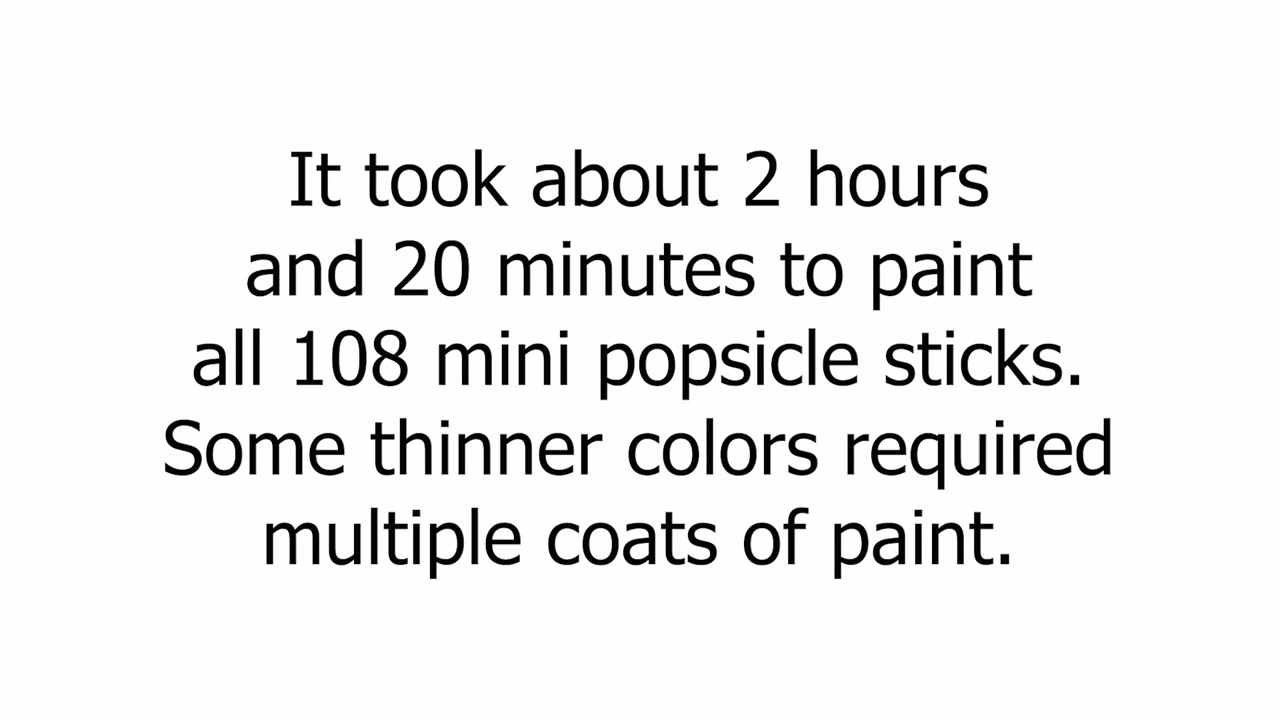 It took about 2 hours
and 20 minutes to paint
all 108 mini popsicle sticks.
Some thinner colors required
multiple coats of paint.